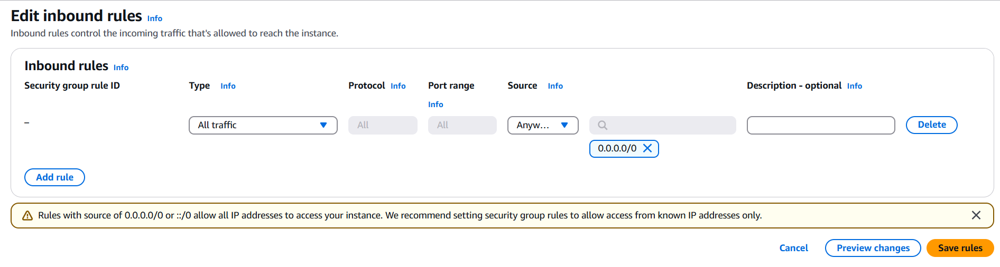 Edit inbound rules Info
Inbound rules control the incoming traffic that's allowed to reach the instance.
Inbound rules Info
Security group rule ID Type Info Protocol Info Port range Info Source Info Description - optional Info
– All traffic All All Anyw... Delete
0.0.0.0/0
Add rule
Rules with source of 0.0.0.0/0 or ::/0 allow all IP addresses to access your instance. We recommend setting security group rules to allow access from known IP addresses only.
Cancel Preview changes Save rules